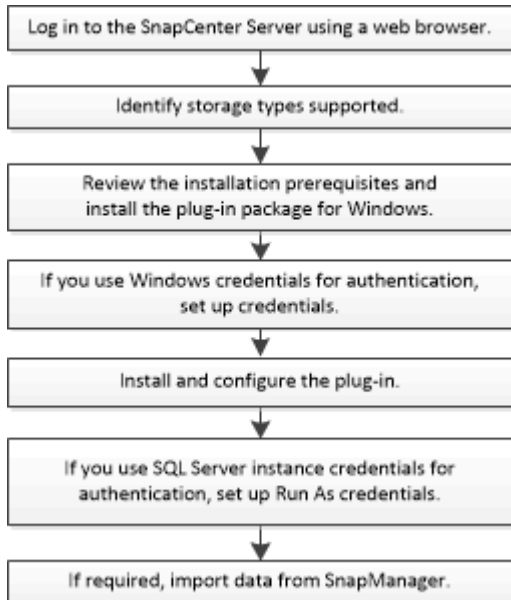 Log in to the SnapCenter Server using a web browser.
Identify storage types supported.
Review the installation prerequisites and
install the plug-in package for Windows.
If you use Windows credentials for authentication,
set up credentials.
Install and configure the plug-in.
If you use SQL Server instance credentials for
authentication, set up Run As credentials.
If required, import data from SnapManager.